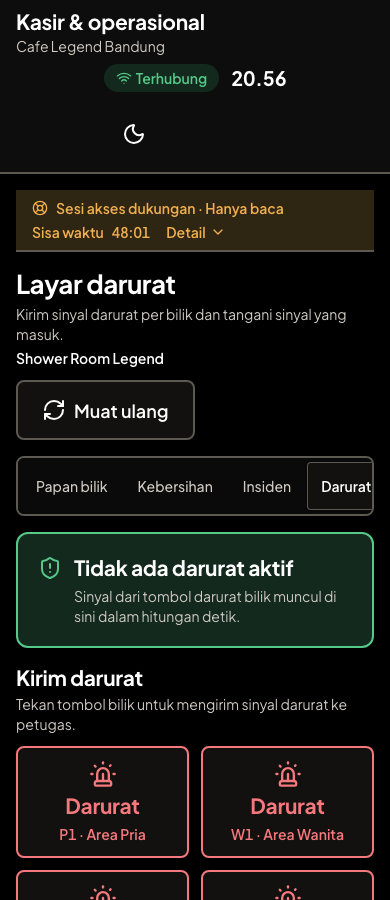 Kasir & operasional
Cafe Legend Bandung
Terhubung 20.56
Sesi akses dukungan · Hanya baca
Sisa waktu 48:01 Detail
Layar darurat
Kirim sinyal darurat per bilik dan tangani sinyal yang
masuk.
Shower Room Legend
Muat ulang
Papan bilik Kebersihan Insiden Darurat
Tidak ada darurat aktif
Sinyal dari tombol darurat bilik muncul di
sini dalam hitungan detik.
Kirim darurat
Tekan tombol bilik untuk mengirim sinyal darurat ke
petugas.
Darurat Darurat
P1 · Area Pria W1 · Area Wanita